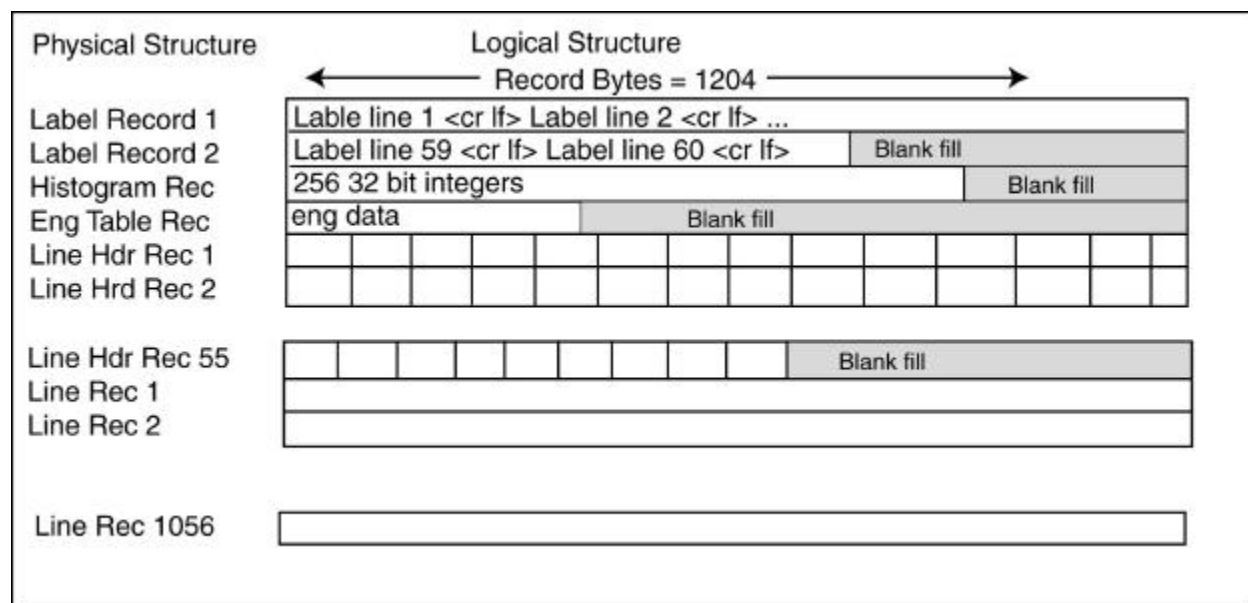 Physical Structure Logical Structure
Record Bytes = 1204
Label Record 1 Lable line 1 <cr lf> Label line 2 <cr lf> ...
Label Record 2 Label line 59 <cr lf> Label line 60 <cr lf> Blank fill
Histogram Rec 256 32 bit integers Blank fill
Eng Table Rec eng data Blank fill
Line Hdr Rec 1
Line Hrd Rec 2
Line Hdr Rec 55 Blank fill
Line Rec 1
Line Rec 2
Line Rec 1056